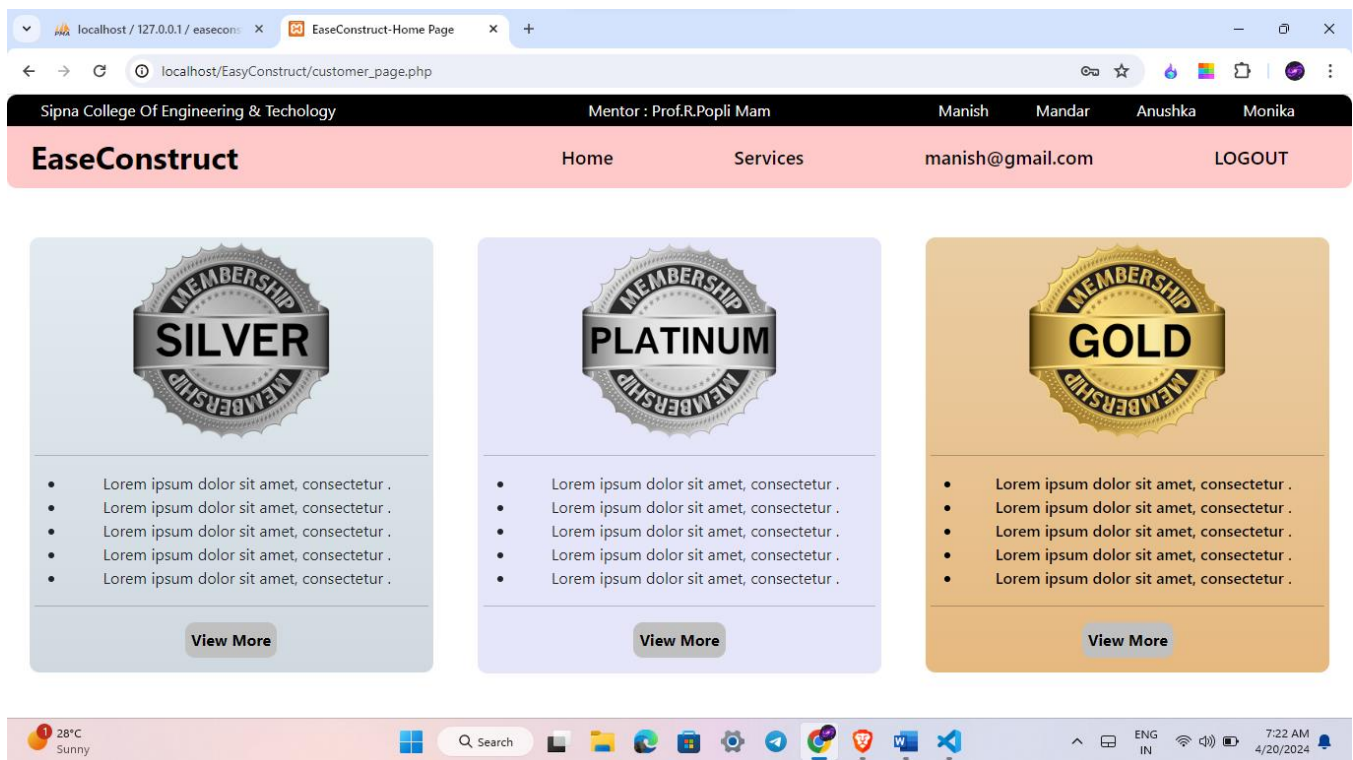 localhost / 127.0.0.1 / easecons
EaseConstruct-Home Page
localhost/EasyConstruct/customer_page.php
Sipna College Of Engineering & Techology Mentor : Prof.R.Popli Mam Manish Mandar Anushka Monika
EaseConstruct Home Services manish@gmail.com LOGOUT
MEMBERSHIP
SILVER
MEMBERSHIP
Lorem ipsum dolor sit amet, consectetur .
Lorem ipsum dolor sit amet, consectetur .
Lorem ipsum dolor sit amet, consectetur .
Lorem ipsum dolor sit amet, consectetur .
Lorem ipsum dolor sit amet, consectetur .
View More
MEMBERSHIP
PLATINUM
MEMBERSHIP
Lorem ipsum dolor sit amet, consectetur .
Lorem ipsum dolor sit amet, consectetur .
Lorem ipsum dolor sit amet, consectetur .
Lorem ipsum dolor sit amet, consectetur .
Lorem ipsum dolor sit amet, consectetur .
View More
MEMBERSHIP
GOLD
MEMBERSHIP
Lorem ipsum dolor sit amet, consectetur .
Lorem ipsum dolor sit amet, consectetur .
Lorem ipsum dolor sit amet, consectetur .
Lorem ipsum dolor sit amet, consectetur .
Lorem ipsum dolor sit amet, consectetur .
View More
1
28°C
Sunny
Search
ENG
IN
7:22 AM
4/20/2024